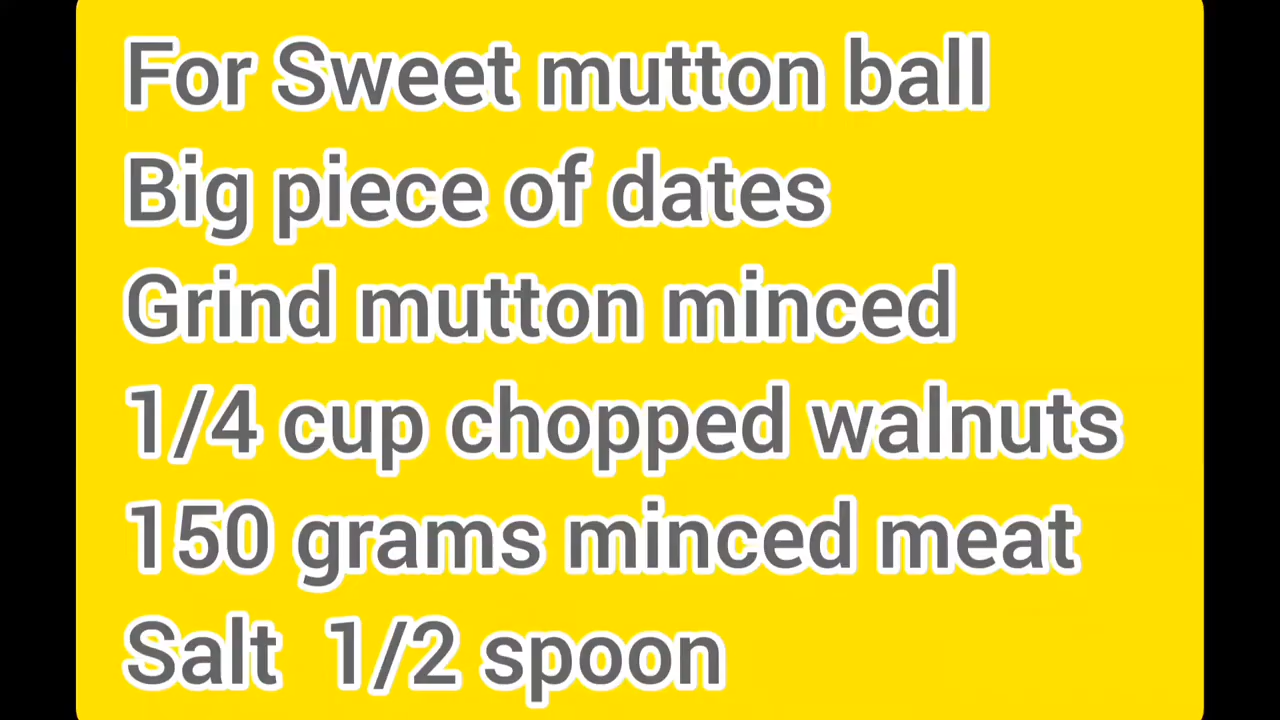 For Sweet mutton ball
Big piece of dates
Grind mutton minced
1/4 cup chopped walnuts
150 grams minced meat
Salt 1/2 spoon